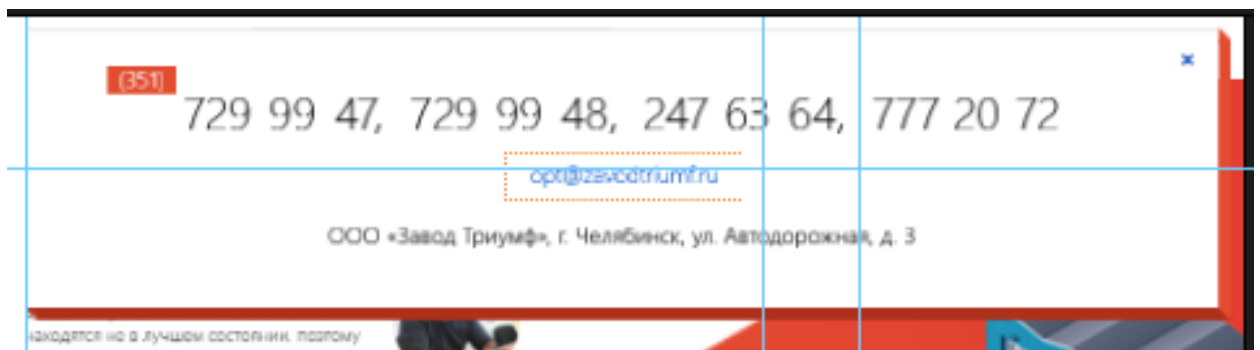 (351)
729 99 47, 729 99 48, 247 63 64, 777 20 72
opt@zavodtriumf.ru
ООО «Завод Триумф», г. Челябинск, ул. Автодорожная, д. 3
находятся не в лучшем состоянии, поэтому